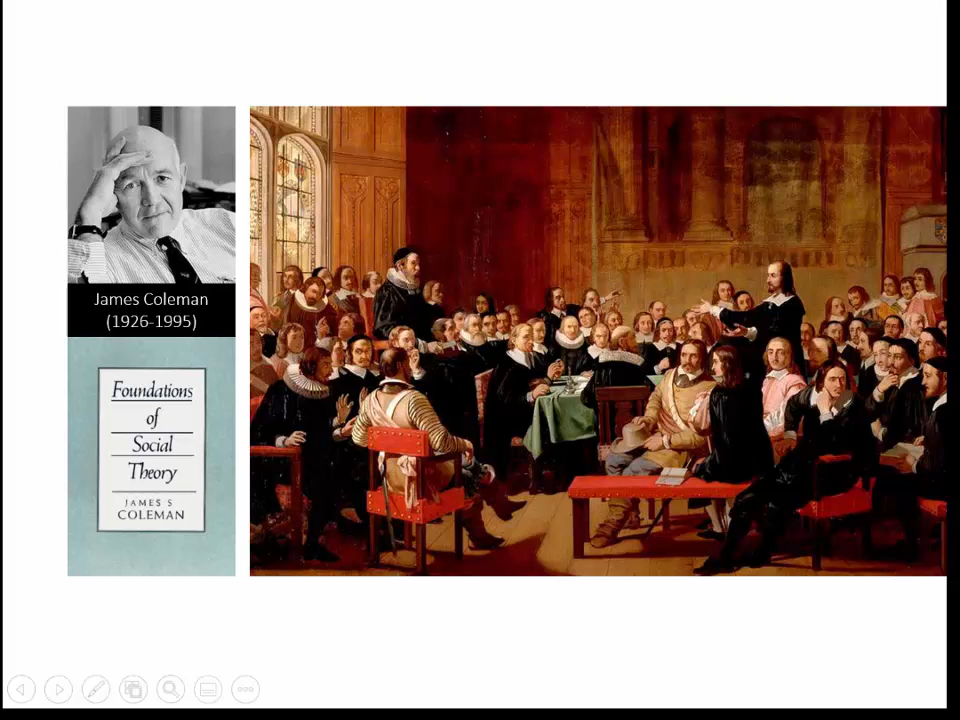 James Coleman
(1926-1995)
Foundations
of
Social
Theory
JAMES S
COLEMAN